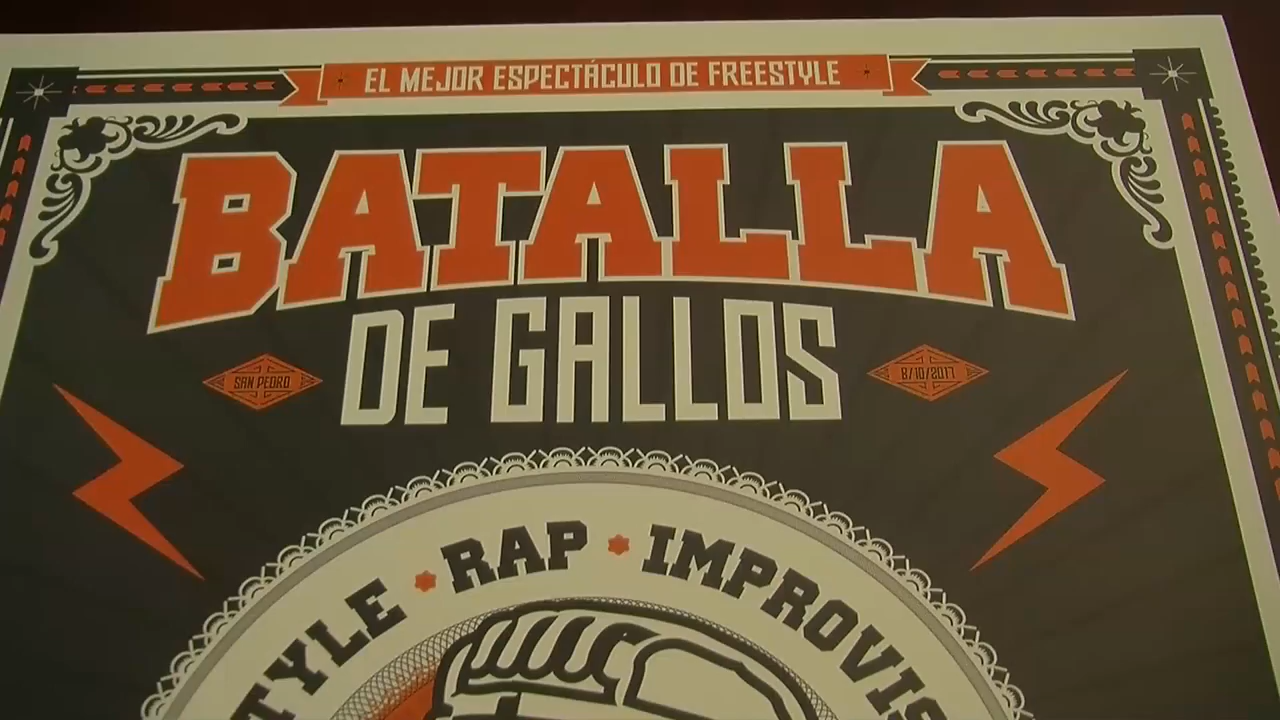 EL MEJOR ESPECTÁCULO DE FREESTYLE
BATALLA
DE GALLOS
SAN PEDRO
8/10/2017
STYLE • RAP • IMPROVIS